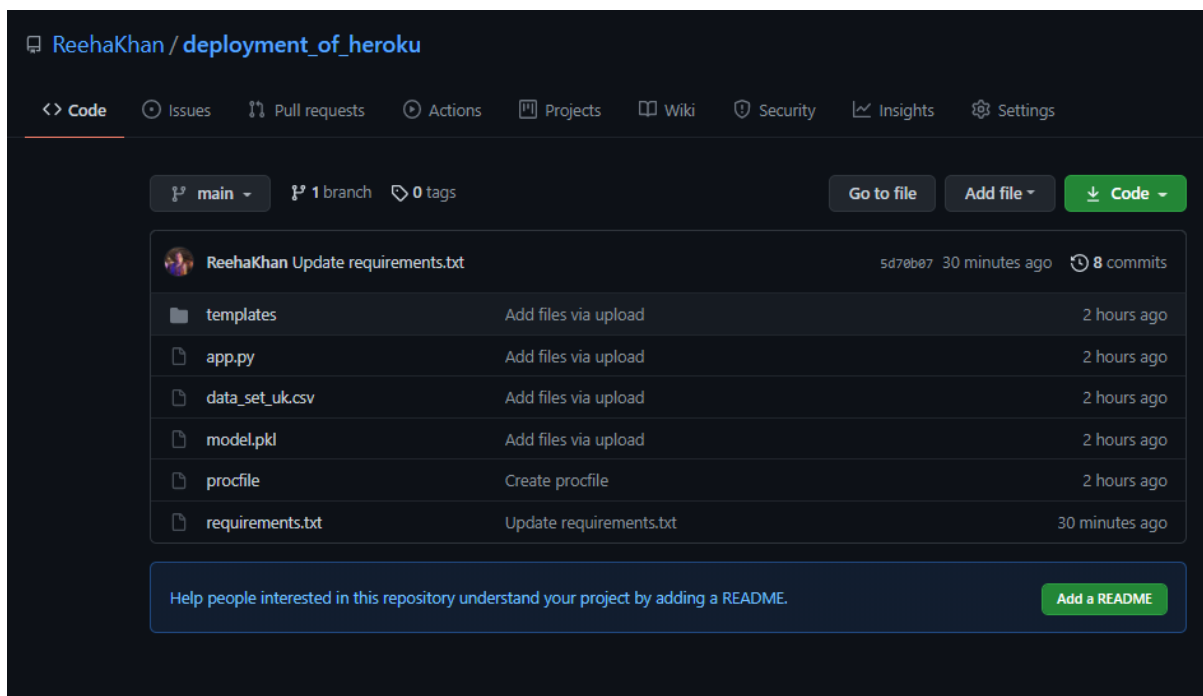 ReehaKhan / deployment_of_heroku
<> Code Issues Pull requests Actions Projects Wiki Security Insights Settings
main 1 branch 0 tags Go to file Add file Code
ReehaKhan Update requirements.txt 5d70b07 30 minutes ago 8 commits
templates Add files via upload 2 hours ago
app.py Add files via upload 2 hours ago
data_set_uk.csv Add files via upload 2 hours ago
model.pkl Add files via upload 2 hours ago
procfile Create procfile 2 hours ago
requirements.txt Update requirements.txt 30 minutes ago
Help people interested in this repository understand your project by adding a README. Add a README